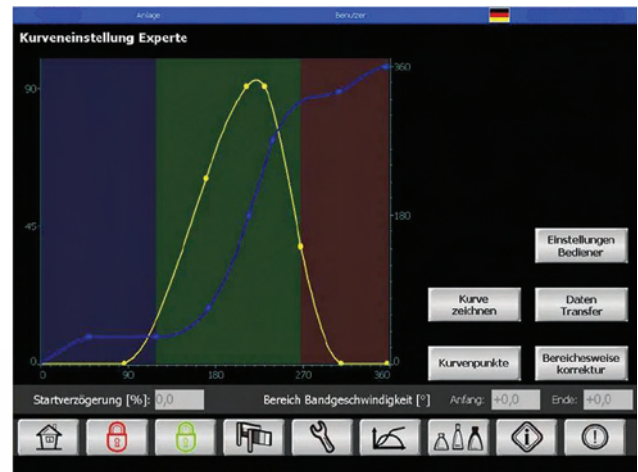 Anlage: Benutzer:
Kurveneinstellung Experte
90
45
0
360
180
0
0 90 180 270 360
Einstellungen
Bediener
Kurve
zeichnen
Daten
Transfer
Kurvenpunkte
Bereichesweise
korrektur
Startverzögerung [%]: 0,0 Bereich Bandgeschwindigkeit [°] Anfang: +0,0 Ende: +0,0